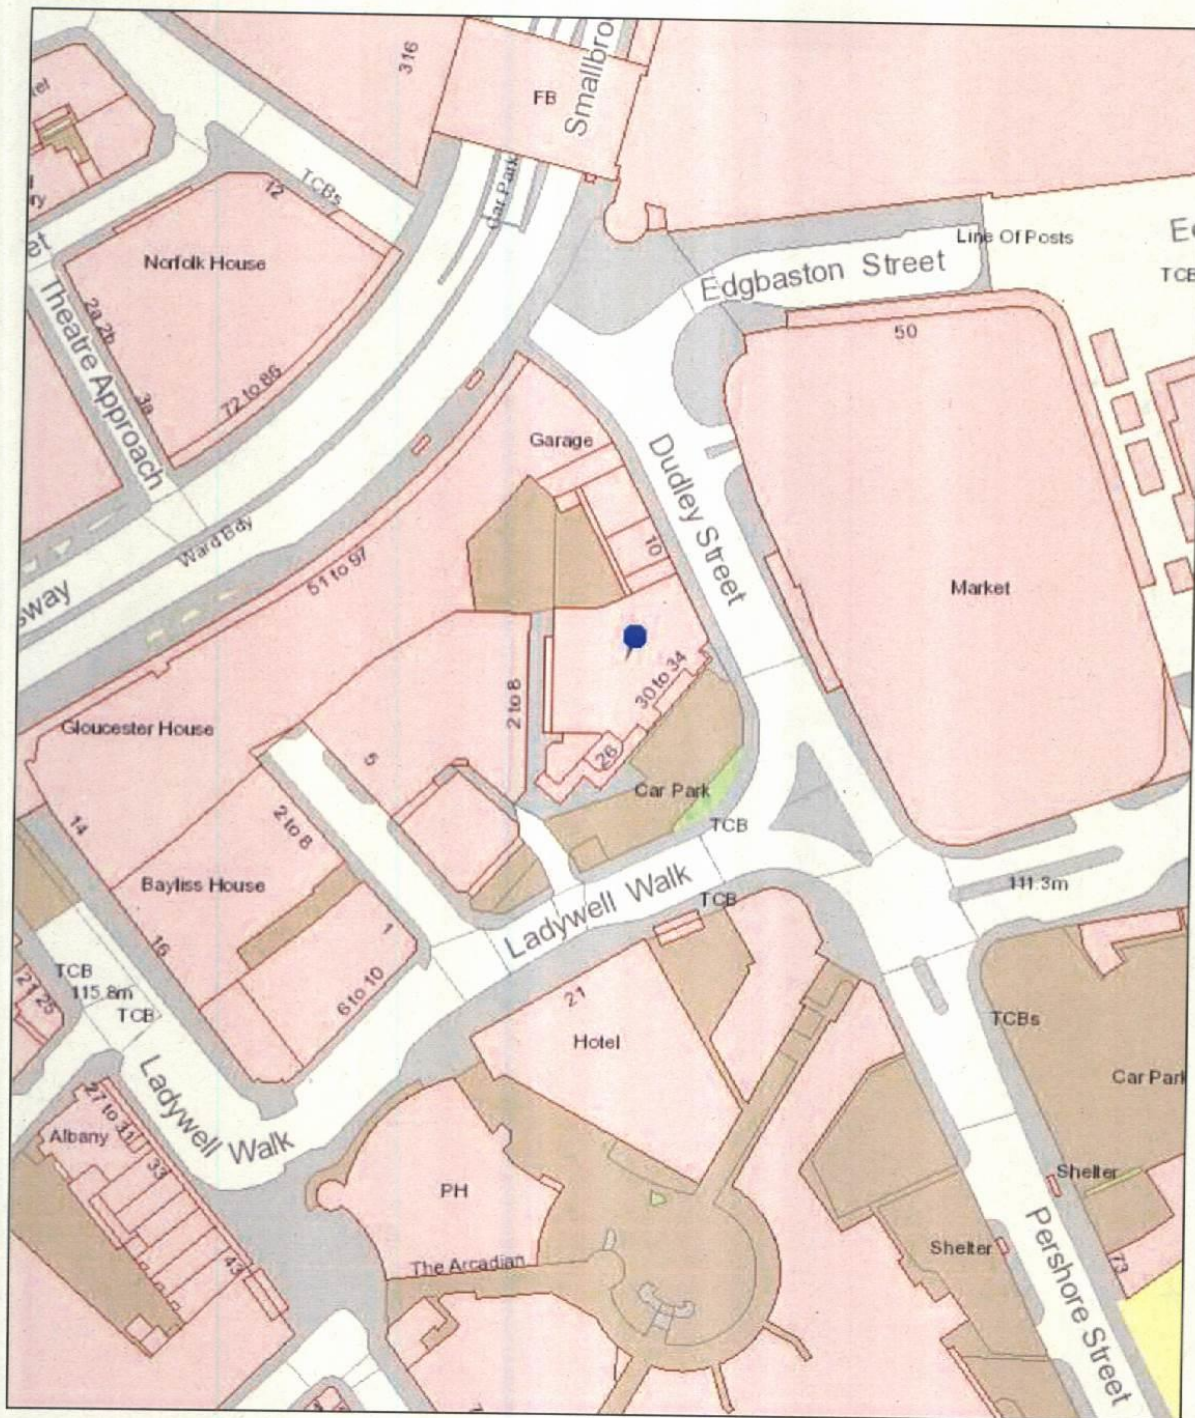 316
FB
Smallbro
Car Park
TCBs
12
Norfolk House
2a 2b
3a
72 to 86
Theatre Approach
Line Of Posts
Edgbaston Street
TCB
50
Garage
Dudley Street
10
Market
Ward Bdy
51 to 97
sway
30 to 34
2 to 8
Gloucester House
5
26
Car Park
TCB
14
2 to 8
Bayliss House
Ladywell Walk
TCB
111.3m
1
16
TCB
115.8m
TCB
21 25
6 to 10
21
Hotel
TCBs
Car Park
Ladywell Walk
27 to 31
Albany
33
PH
Shelter
Shelter
The Arcadian
43
73
Pershore Street